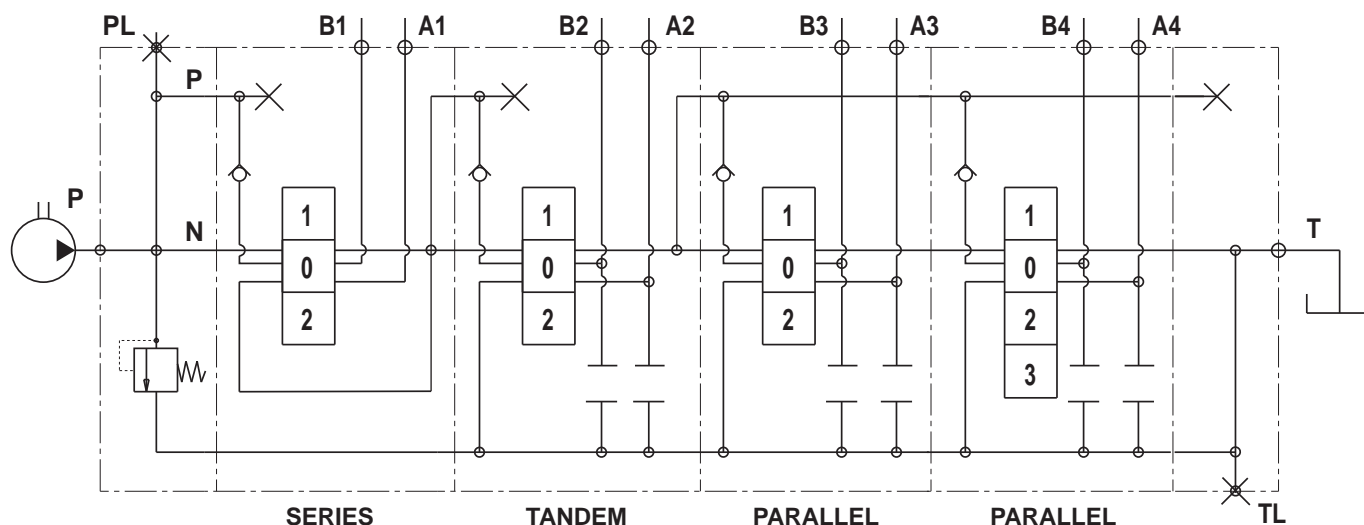 PL B1 A1 B2 A2 B3 A3 B4 A4
P
P
N T
1 1 1 1
0 0 0 0
2 2 2 2
3
TL
SERIES TANDEM PARALLEL PARALLEL